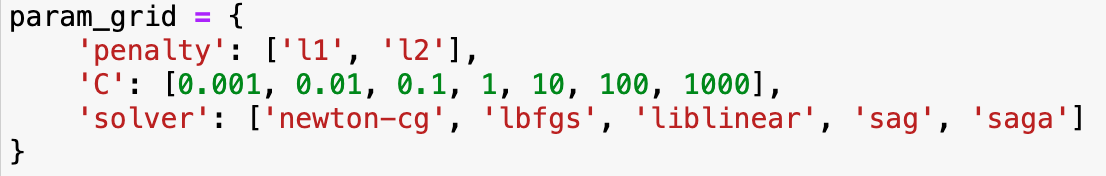 param_grid = {
    'penalty': ['l1', 'l2'],
    'C': [0.001, 0.01, 0.1, 1, 10, 100, 1000],
    'solver': ['newton-cg', 'lbfgs', 'liblinear', 'sag', 'saga']
}